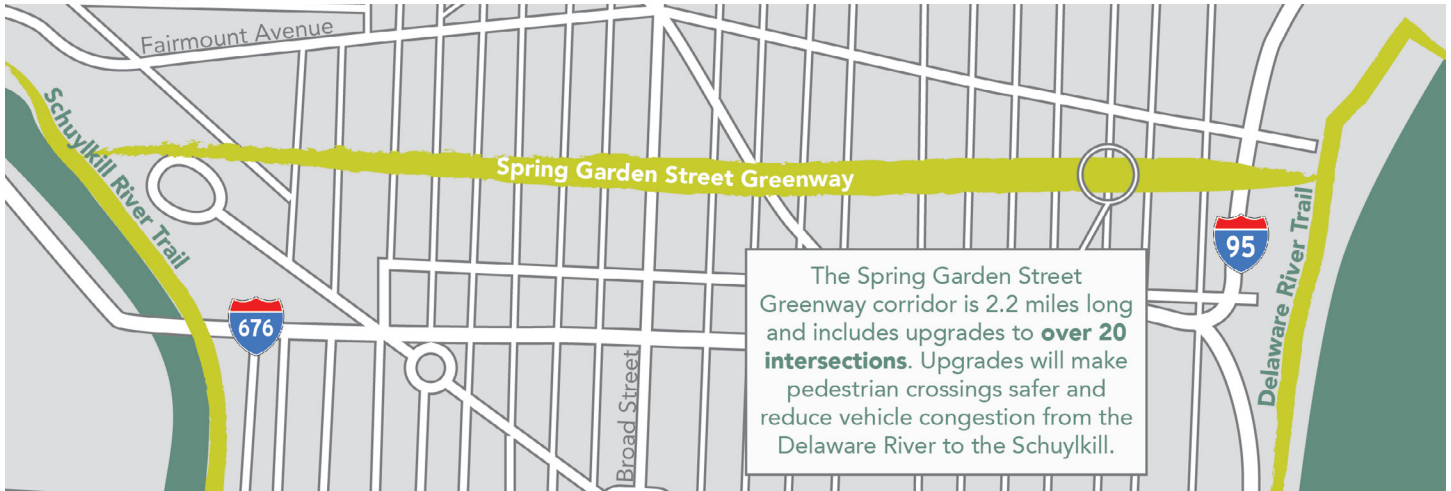 Fairmount Avenue
Schuylkill River Trail
Spring Garden Street Greenway
676
Broad Street
The Spring Garden Street
Greenway corridor is 2.2 miles long
and includes upgrades to over 20
intersections. Upgrades will make
pedestrian crossings safer and
reduce vehicle congestion from the
Delaware River to the Schuylkill.
95
Delaware River Trail